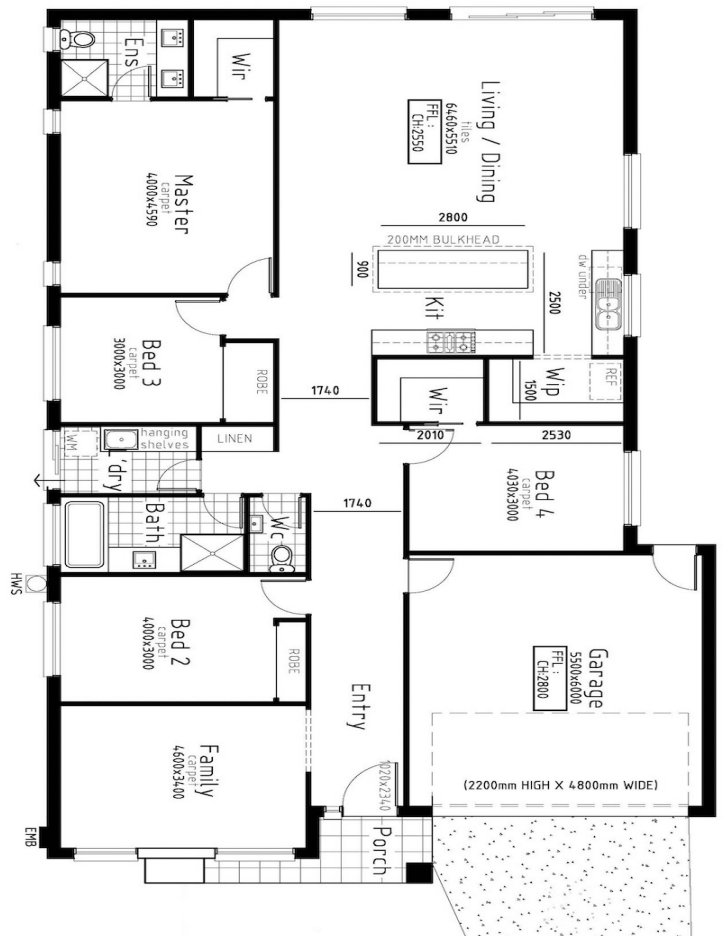 Ens
Wir
Living / Dining
tiles
6460x5510
FFL :
CH:2550
Master
carpet
4000x4590
2800
200MM BULKHEAD
900
2500
dw under
Kit
Bed 3
carpet
3000x3000
ROBE
1740
Wir
Wip
1500
REF
2010
2530
WM
hanging
shelves
L'dry
LINEN
Bed 4
4030x3000
carpet
1740
Bath
Wc
HWS
Bed 2
carpet
4000x3000
ROBE
Entry
Garage
5500x6000
FFL :
CH:2800
(2200mm HIGH X 4800mm WIDE)
Family
carpet
4600x3400
1020x2340
Porch
EMB